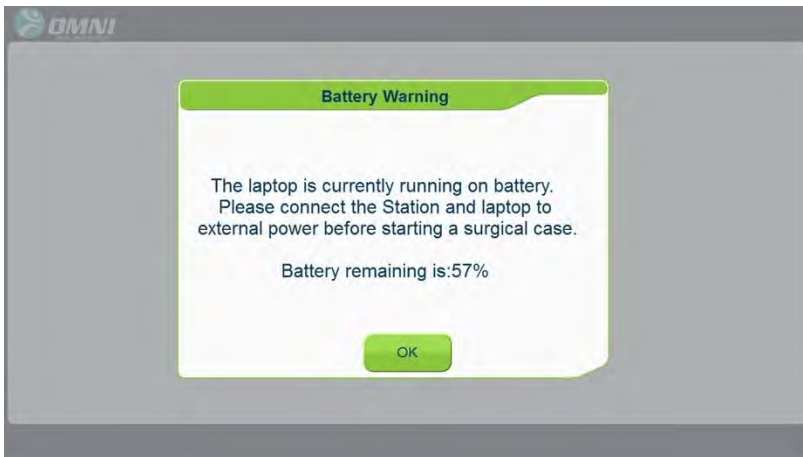 OMNI
Battery Warning
The laptop is currently running on battery.
Please connect the Station and laptop to
external power before starting a surgical case.
Battery remaining is:57%
OK